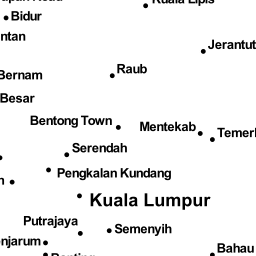 Kuala Lipis
Bidur
ntan
Jerantut
Raub
Bernam
Besar
Bentong Town
Mentekab
Temerl
Serendah
Pengkalan Kundang
Kuala Lumpur
Putrajaya
Semenyih
njarum
Bahau